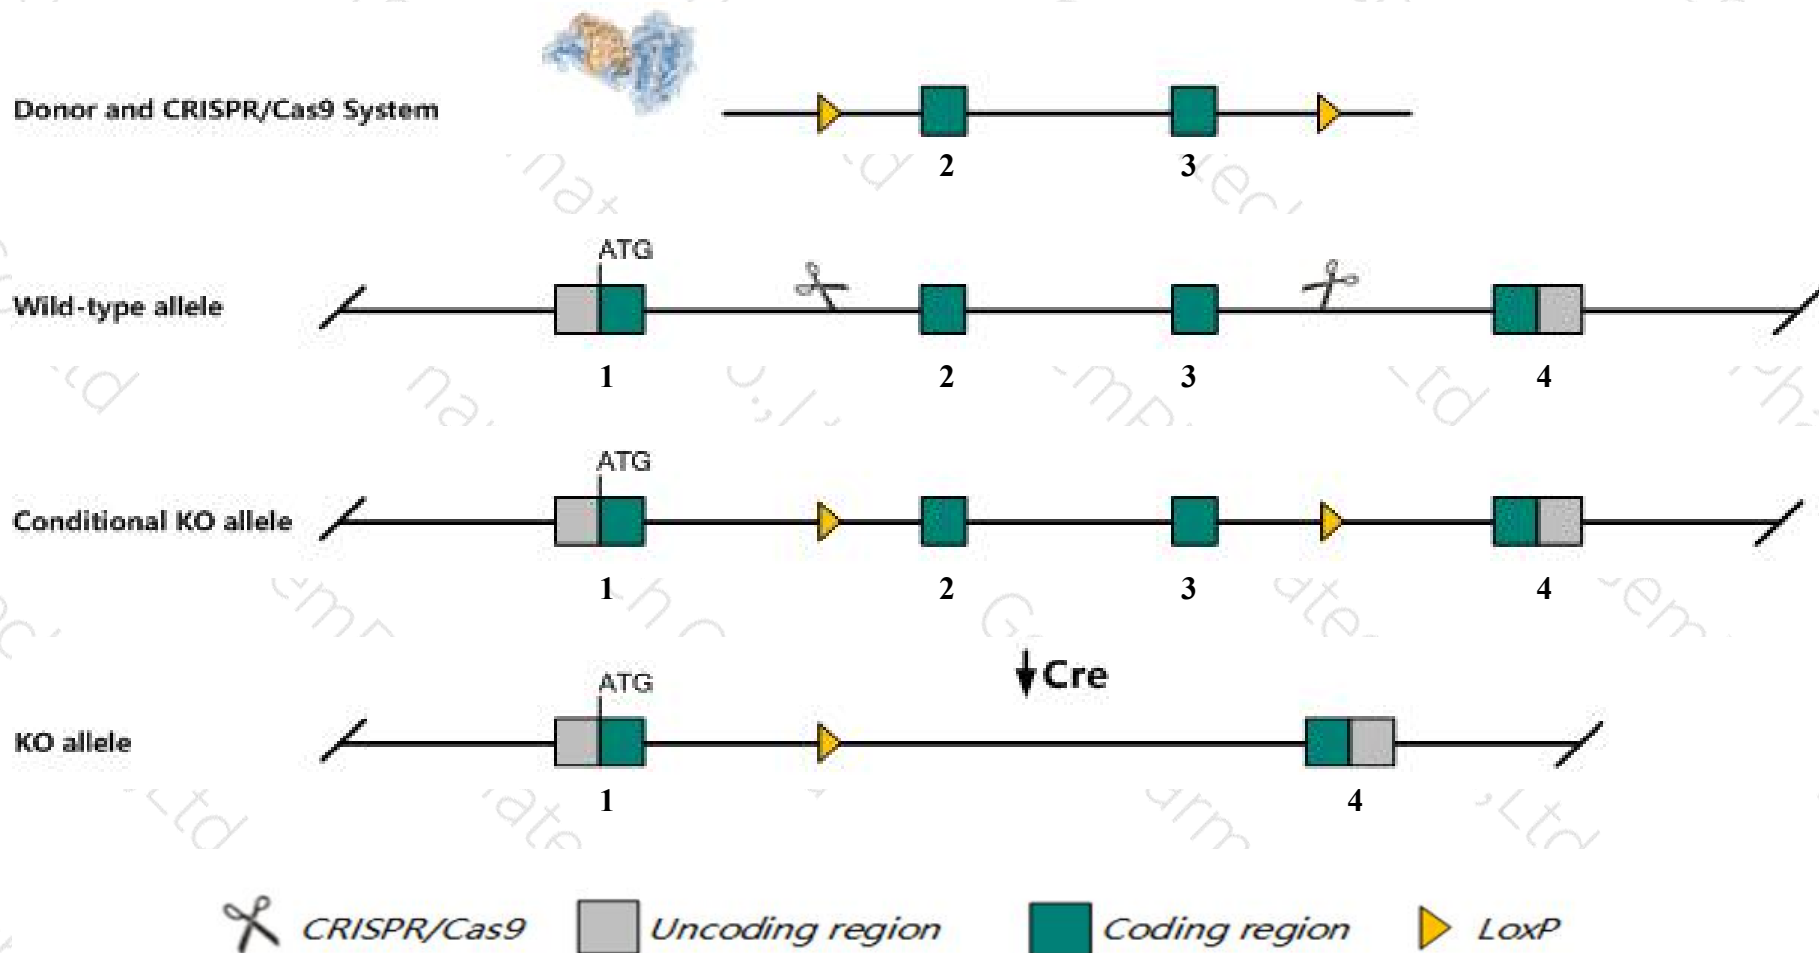 Donor and CRISPR/Cas9 System
2 3
ATG
Wild-type allele
1 2 3 4
ATG
Conditional KO allele
1 2 3 4
Cre
ATG
KO allele
1 4
CRISPR/Cas9 Uncoding region Coding region LoxP